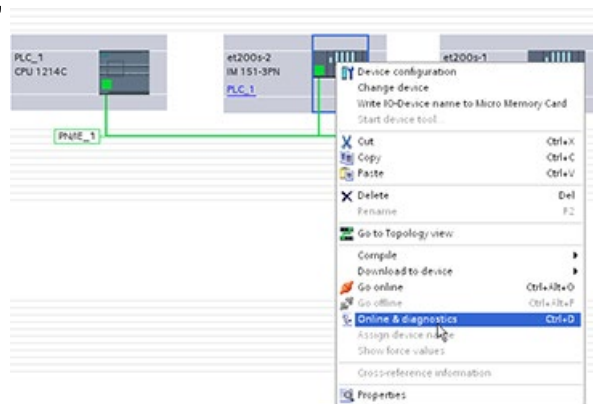 PLC_1
CPU 1214C
et200s-2
IM 151-3PN
PLC_1
et200s-1
PN/IE_1
Device configuration
Change device
Write IO-Device name to Micro Memory Card
Start device tool...
Cut Ctrl+X
Copy Ctrl+C
Paste Ctrl+V
Delete Del
Rename F2
Go to Topology view
Compile
Download to device
Go online Ctrl+Alt+O
Go offline Ctrl+Alt+F
Online & diagnostics Ctrl+D
Assign device name
Show force values
Cross-reference information
Properties